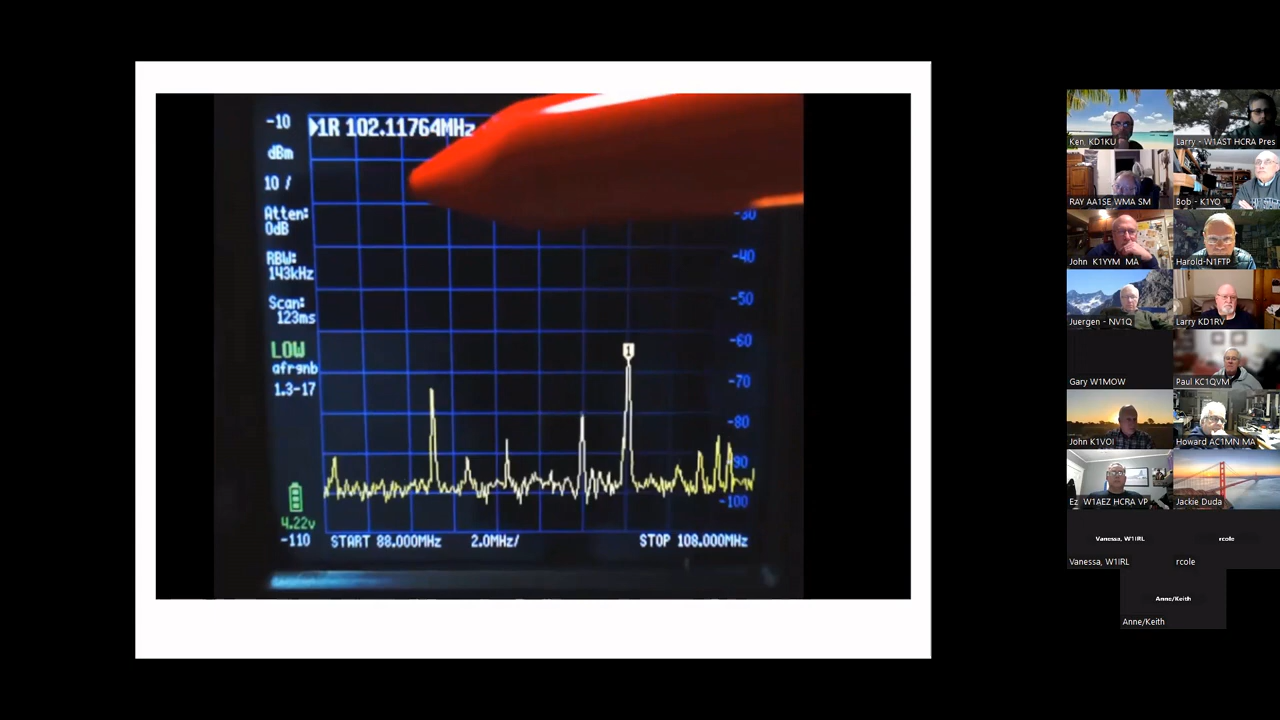 -10
▶1R 102.11764MHz
dBm
10 /
Atten:
0dB
-30
RBW:
143kHz
-40
Scan:
123ms
-50
LOW
-60
1
afrgnb
1.3-17
-70
-80
90
-100
4.22v
-110
START 88.000MHz 2.0MHz/ STOP 108.000MHz
Ken, KD1KU
Larry - W1AST HCRA Pres
RAY AA1SE WMA SM
Bob - K1YO
John K1YYM MA
Harold-N1FTP
Juergen - NV1Q
Larry KD1RV
Gary W1MOW
Paul KC1QVM
John K1VOI
Howard AC1MN MA
Ez W1AEZ HCRA VP
Jackie Duda
Vanessa, W1IRL
rcole
Vanessa, W1IRL
rcole
Anne/Keith
Anne/Keith